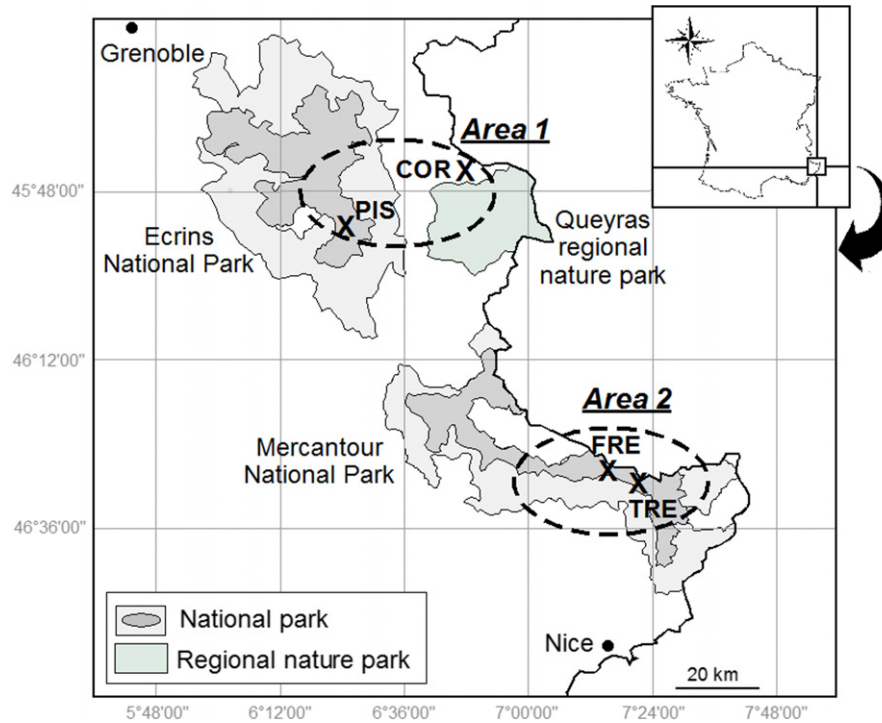 Grenoble
Area 1
COR X
45°48'00"
PIS
X
Ecrins
National Park
Queyras
regional
nature park
46°12'00"
Area 2
Mercantour
National Park
FRE
X
X
TRE
46°36'00"
National park
Regional nature park
Nice
20 km
5°48'00" 6°12'00" 6°36'00" 7°00'00" 7°24'00" 7°48'00"